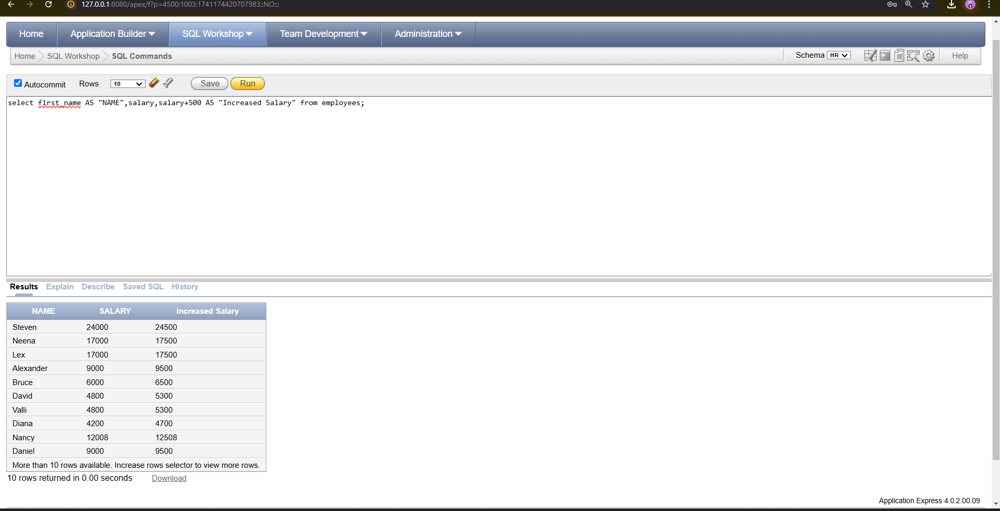 127.0.0.1:8080/apex/f?p=4500:1003:1741174420707983::NO:::
Home Application Builder SQL Workshop Team Development Administration
Home SQL Workshop SQL Commands Schema HR Help
Autocommit Rows 10 Save Run
select first_name AS "NAME",salary,salary+500 AS "Increased Salary" from employees;
Results Explain Describe Saved SQL History
NAME SALARY Increased Salary
Steven 24000 24500
Neena 17000 17500
Lex 17000 17500
Alexander 9000 9500
Bruce 6000 6500
David 4800 5300
Valli 4800 5300
Diana 4200 4700
Nancy 12008 12508
Daniel 9000 9500
More than 10 rows available. Increase rows selector to view more rows.
10 rows returned in 0.00 seconds Download
Application Express 4.0.2.00.09